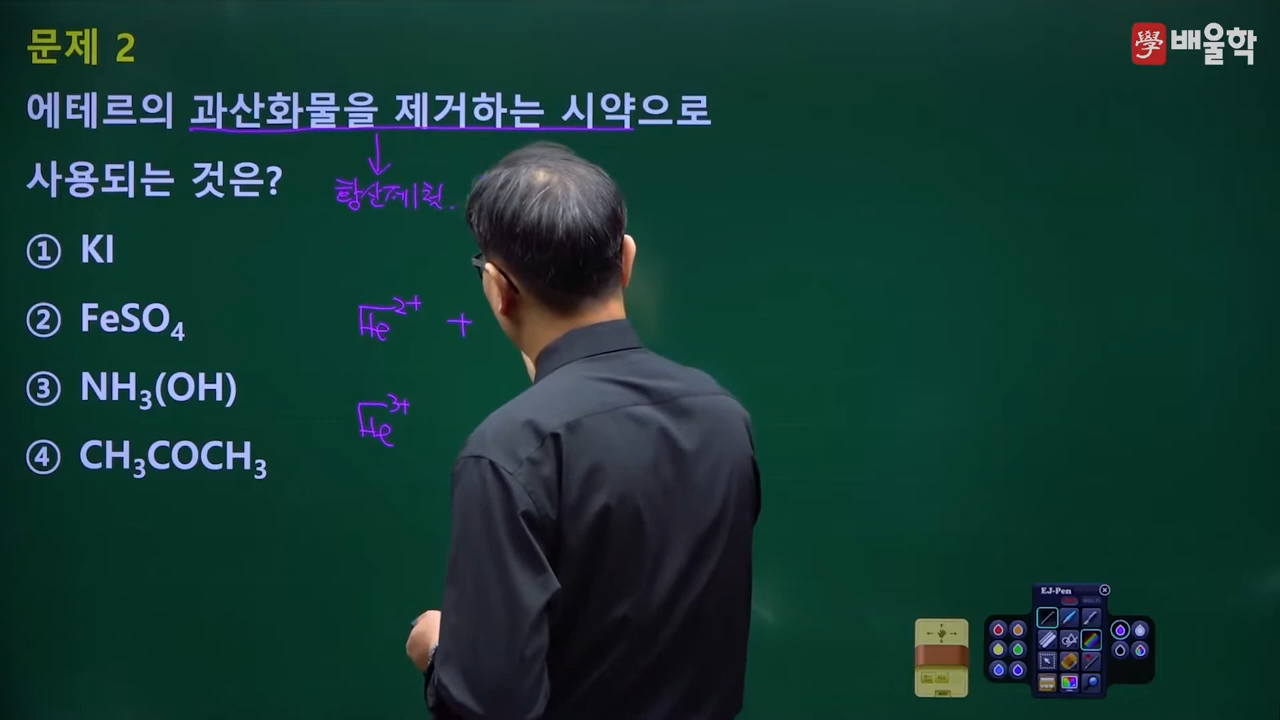 문제 2
學 배울학
에테르의 과산화물을 제거하는 시약으로
사용되는 것은?
항산제철.
① KI
② FeSO₄
③ NH₃(OH)
④ CH₃COCH₃
Fe²⁺ +
Fe³⁺
EJ-Pen